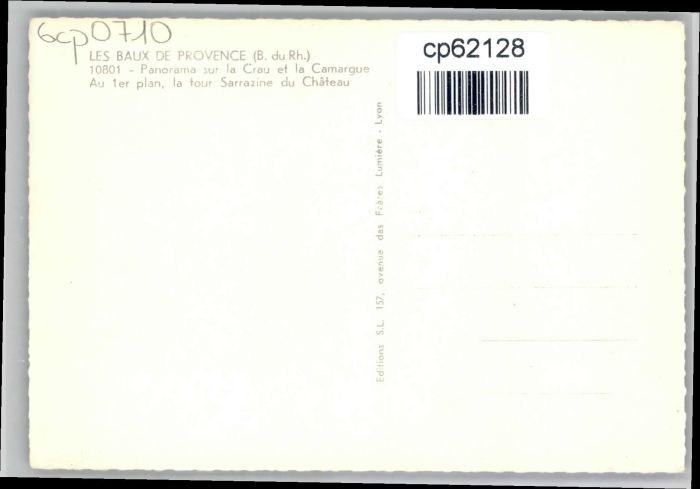 6cp0710
LES BAUX DE PROVENCE (B. du Rh.)
10801 - Panorama sur la Crau et la Camargue
Au 1er plan, la tour Sarrazine du Château
cp62128
Editions S.L. 157, avenue des Frères Lumière - Lyon